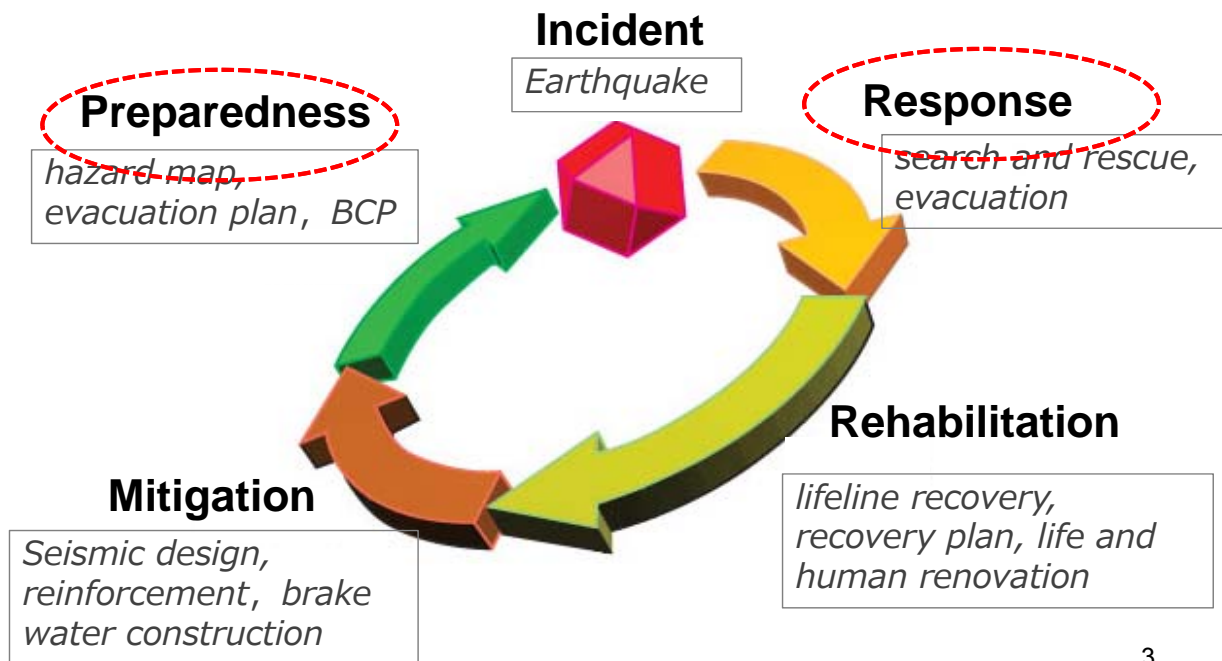 Incident
Earthquake
Preparedness
hazard map,
evacuation plan, BCP
Response
search and rescue,
evacuation
Rehabilitation
lifeline recovery,
recovery plan, life and
human renovation
Mitigation
Seismic design,
reinforcement, brake
water construction
3